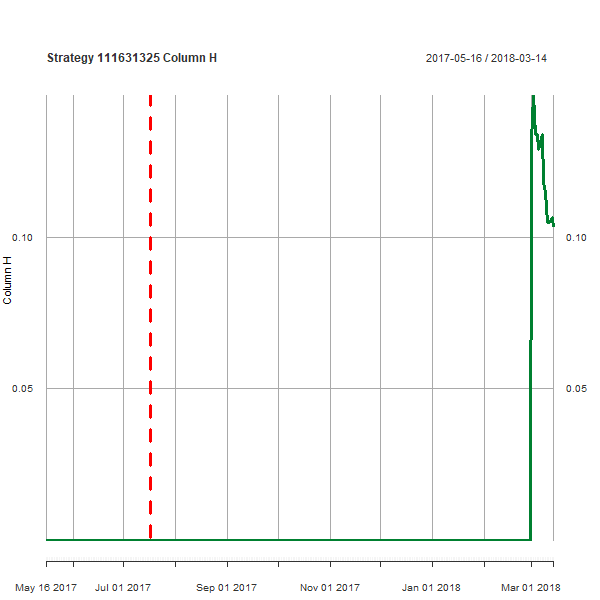 Strategy 111631325 Column H
2017-05-16 / 2018-03-14
0.10
0.10
Column H
0.05
0.05
May 16 2017
Jul 01 2017
Sep 01 2017
Nov 01 2017
Jan 01 2018
Mar 01 2018